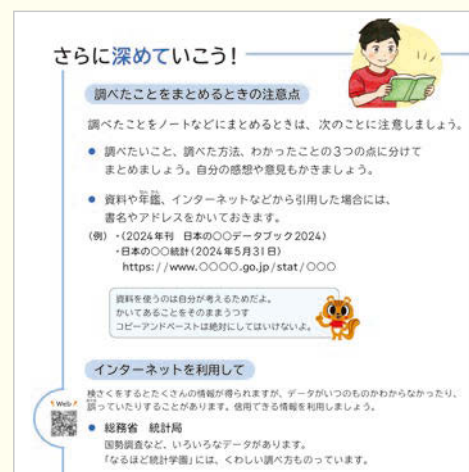 さらに深めていこう!
調べたことをまとめるときの注意点
調べたことをノートなどにまとめるときは、次のことに注意しましょう。
● 調べたいこと、調べた方法、わかったことの3つの点に分けて
まとめましょう。自分の感想や意見もかきましょう。
● 資料や年鑑、インターネットなどから引用した場合には、
書名やアドレスをかいておきます。
(例)・(2024年刊 日本の○○データブック2024)
・日本の○○統計(2024年5月31日)
https://www.○○○○.go.jp/stat/○○○
資料を使うのは自分が考えるためだよ。
かいてあることをそのままうつす
コピーアンドペーストは絶対にしてはいけないよ。
インターネットを利用して
Web
検さくをするとたくさんの情報が得られますが、データがいつのものかわからなかったり、
誤っていたりすることがあります。信用できる情報を利用しましょう。
● 総務省 統計局
国勢調査など、いろいろなデータがあります。
「なるほど統計学園」には、くわしい調べ方ものっています。